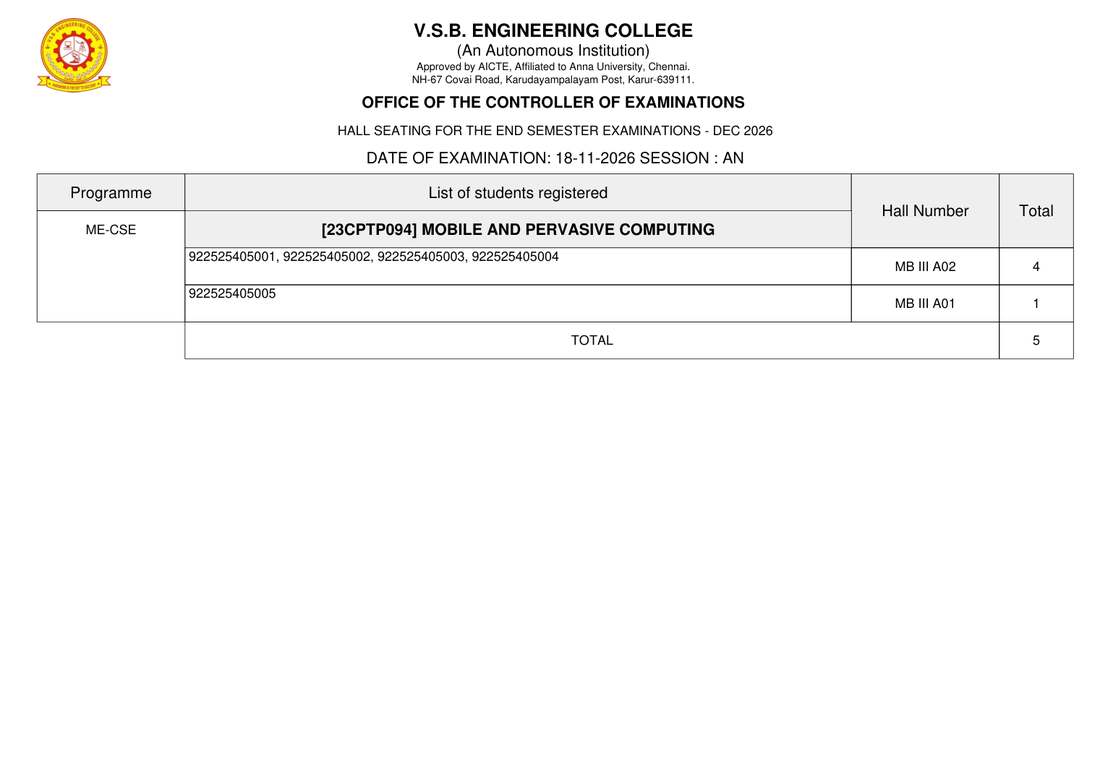 V.S.B. ENGINEERING COLLEGE
(An Autonomous Institution)
Approved by AICTE, Affiliated to Anna University, Chennai.
NH-67 Covai Road, Karudayampalayam Post, Karur-639111.
OFFICE OF THE CONTROLLER OF EXAMINATIONS
HALL SEATING FOR THE END SEMESTER EXAMINATIONS - DEC 2026
DATE OF EXAMINATION: 18-11-2026 SESSION : AN
Programme List of students registered Hall Number Total
ME-CSE [23CPTP094] MOBILE AND PERVASIVE COMPUTING
922525405001, 922525405002, 922525405003, 922525405004 MB III A02 4
922525405005 MB III A01 1
TOTAL 5